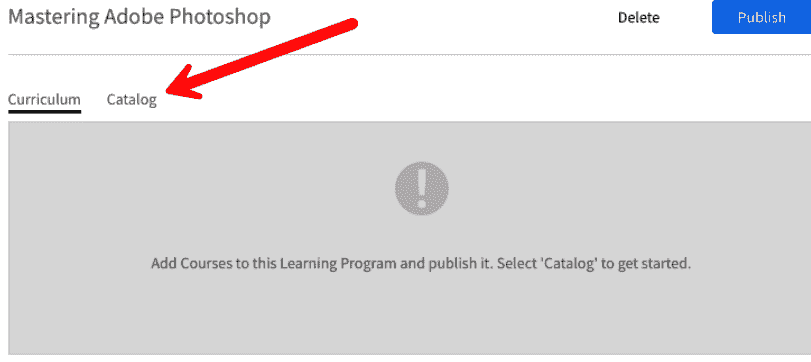 Mastering Adobe Photoshop
Delete
Publish
Curriculum
Catalog
Add Courses to this Learning Program and publish it. Select 'Catalog' to get started.